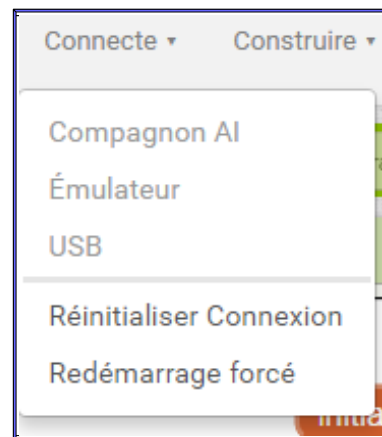 Connecte ▾ Construire ▾
Compagnon AI
Émulateur
USB
Réinitialiser Connexion
Redémarrage forcé